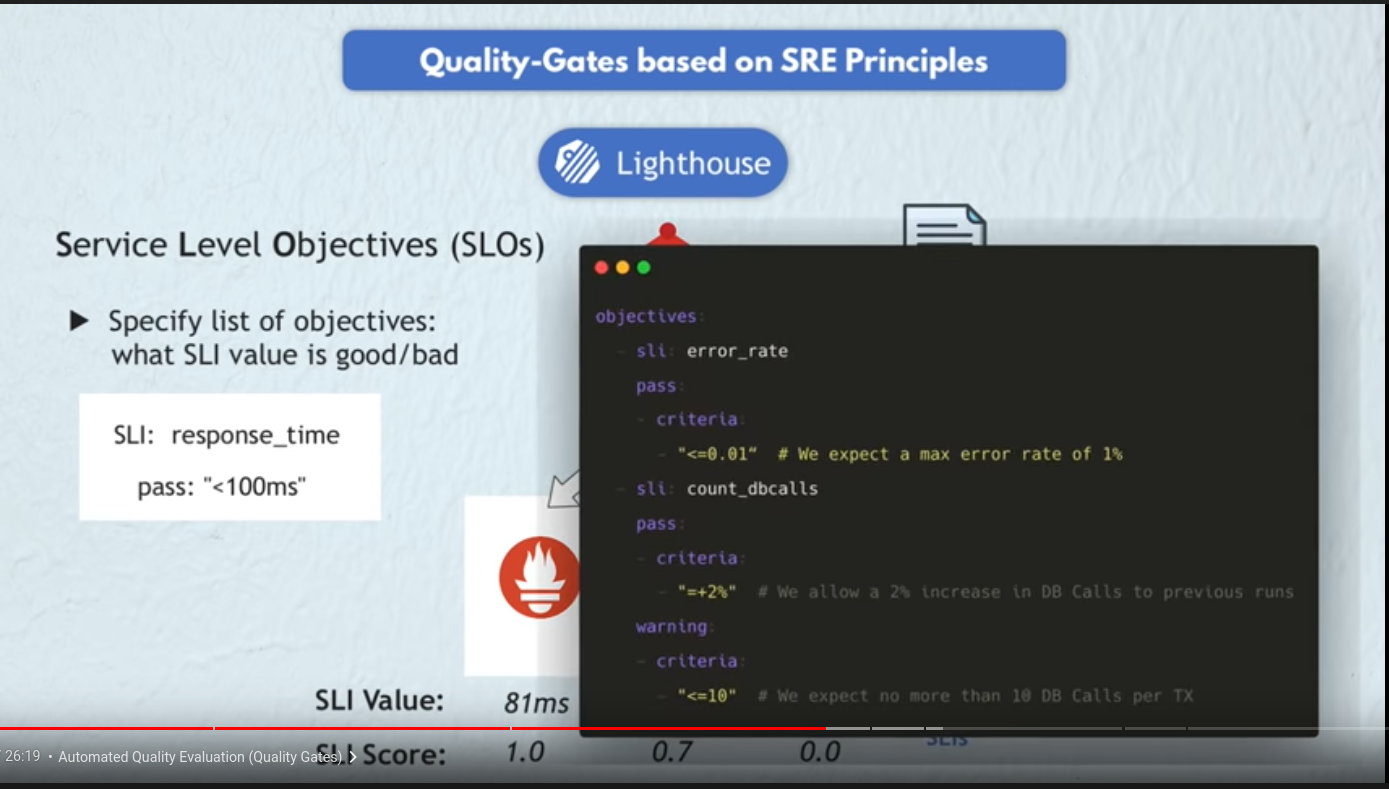 Quality-Gates based on SRE Principles
Lighthouse
Service Level Objectives (SLOs)
▶ Specify list of objectives:
what SLI value is good/bad
SLI: response_time
pass: "<100ms"
objectives:
- sli: error_rate
pass:
- criteria:
- "<=0.01" # We expect a max error rate of 1%
- sli: count_dbcalls
pass:
- criteria:
- "=+2%" # We allow a 2% increase in DB Calls to previous runs
warning:
- criteria:
- "<=10" # We expect no more than 10 DB Calls per TX
SLI Value: 81ms
SLI Score: 1.0 0.7 0.0
SLIs
/ 26:19 • Automated Quality Evaluation (Quality Gates) >